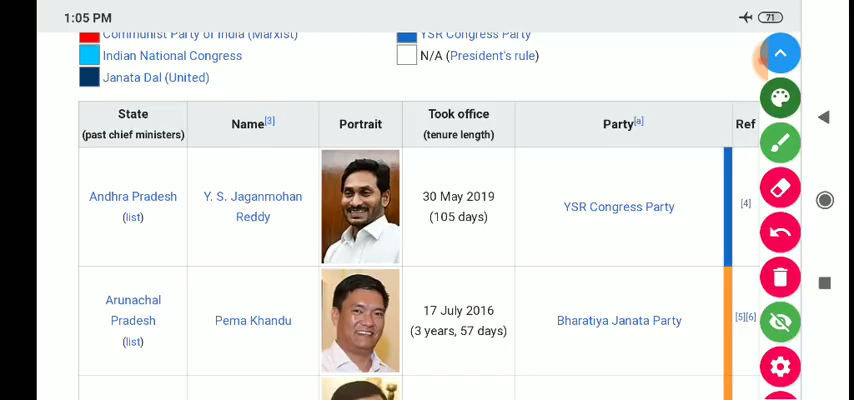 1:05 PM
71
Communist Party of India (Marxist)
YSR Congress Party
Indian National Congress
N/A (President's rule)
Janata Dal (United)
State
(past chief ministers)
Name[3]
Portrait
Took office
(tenure length)
Party[a]
Ref
Andhra Pradesh
(list)
Y. S. Jaganmohan
Reddy
30 May 2019
(105 days)
YSR Congress Party
[4]
Arunachal
Pradesh
(list)
Pema Khandu
17 July 2016
(3 years, 57 days)
Bharatiya Janata Party
[5][6]